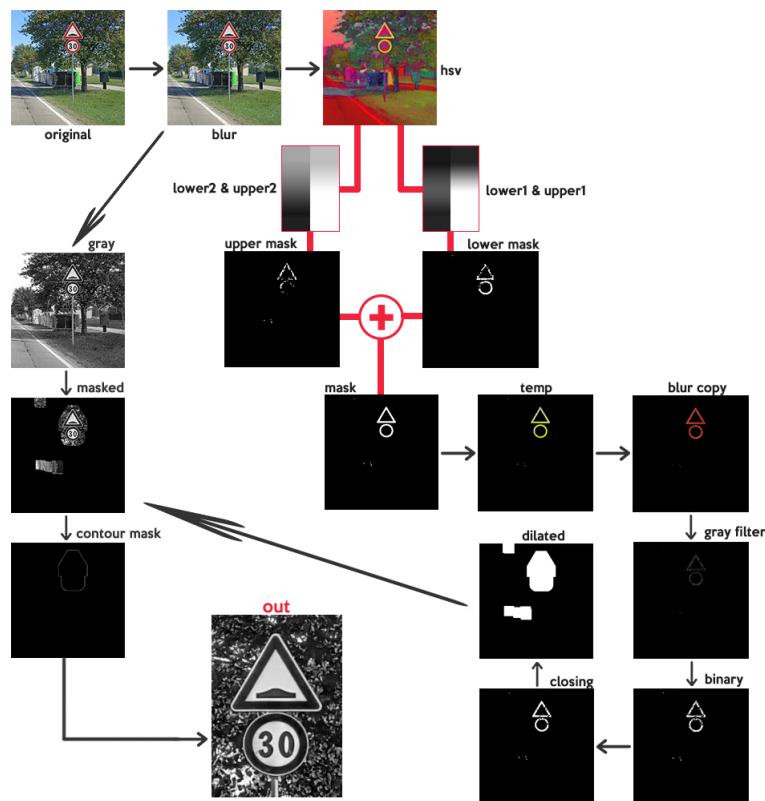 hsv
original
blur
lower2 & upper2
lower1 & upper1
gray
upper mask
lower mask
masked
mask
temp
blur copy
30
contour mask
dilated
gray filter
out
closing
binary
30